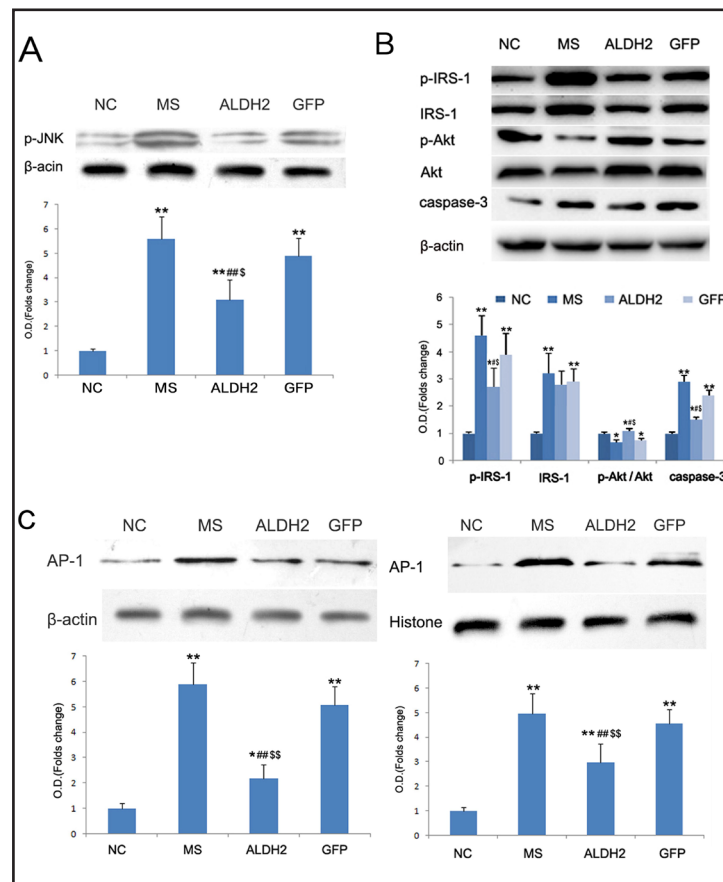 A
NC MS ALDH2 GFP
p-JNK
β-acin
O.D.(Folds change)
7
6
5
4
3
2
1
0
**
**##$
**
NC MS ALDH2 GFP
B
NC MS ALDH2 GFP
p-IRS-1
IRS-1
p-Akt
Akt
caspase-3
β-actin
NC MS ALDH2 GFP
O.D.(Folds change)
6
5
4
3
2
1
0
** *#$ **
** **
* *#$ *
** *#$ **
p-IRS-1 IRS-1 p-Akt/Akt caspase-3
C
NC MS ALDH2 GFP
AP-1
β-actin
O.D.(Folds change)
7
6
5
4
3
2
1
0
**
*##$$
**
NC MS ALDH2 GFP
NC MS ALDH2 GFP
AP-1
Histone
O.D.(Folds change)
7
6
5
4
3
2
1
0
**
**##$$
**
NC MS ALDH2 GFP